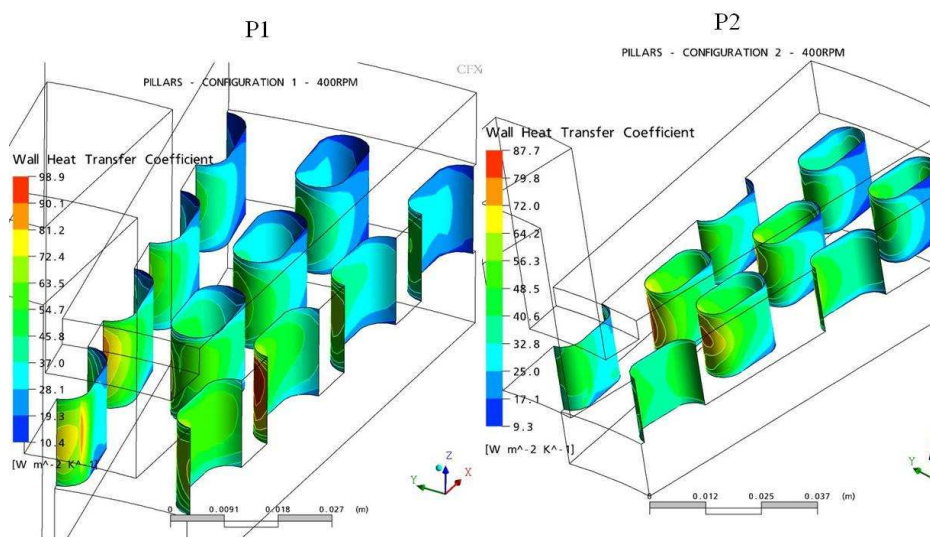 P1
P2
CFX
PILLARS - CONFIGURATION 1 - 400RPM
PILLARS - CONFIGURATION 2 - 400RPM
Wall Heat Transfer Coefficient
98.9
90.1
81.2
72.4
63.5
54.7
45.8
37.0
28.1
19.3
10.4
[W m^-2 K^-1]
Y
Z
X
0
0.0091
0.018
0.027
(m)
Wall Heat Transfer Coefficient
87.7
79.8
72.0
64.2
56.3
48.5
40.6
32.8
25.0
17.1
9.3
[W m^-2 K^-1]
Y
0
0.012
0.025
0.037
(m)